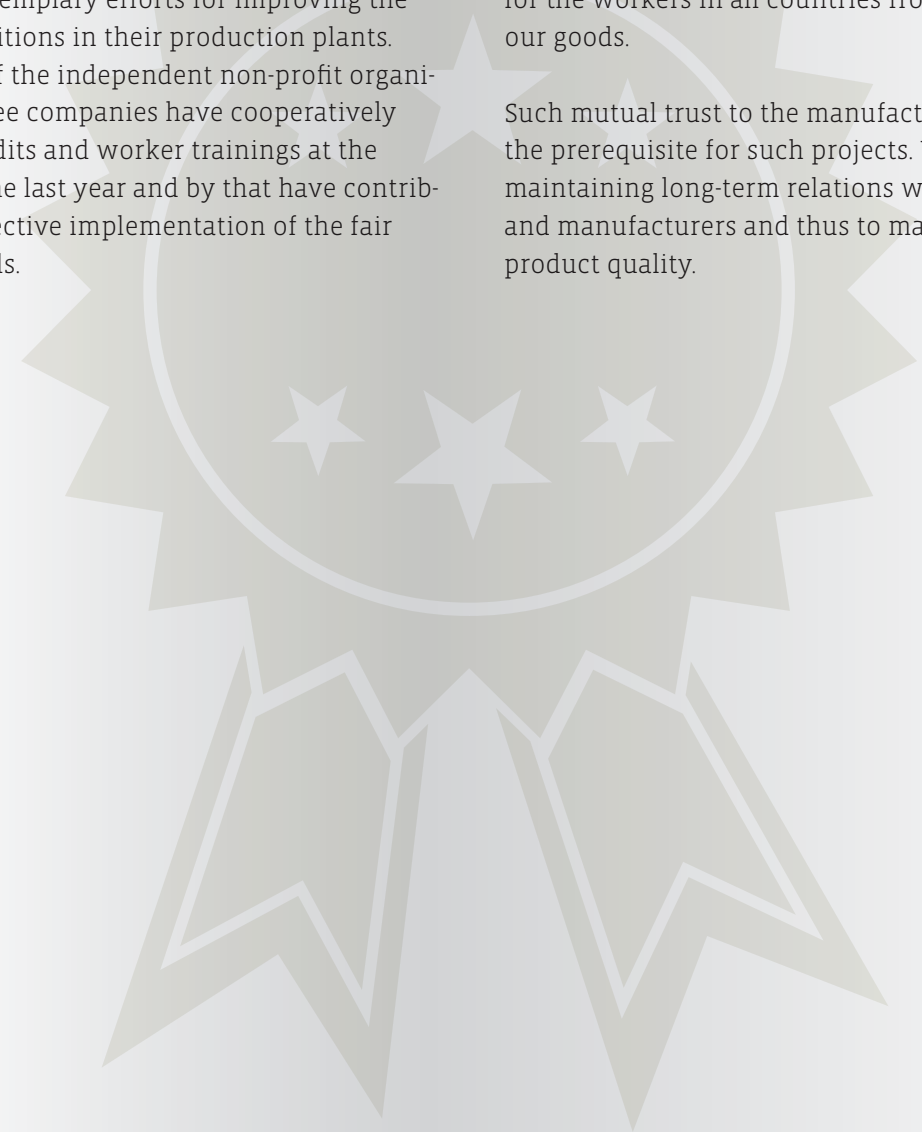 emplary efforts for improving the
itions in their production plants.
f the independent non-profit organi-
ee companies have cooperatively
dits and worker trainings at the
e last year and by that have contrib-
ective implementation of the fair
ls.
for the workers in all countries fro
our goods.
Such mutual trust to the manufact
the prerequisite for such projects.
maintaining long-term relations w
and manufacturers and thus to ma
product quality.